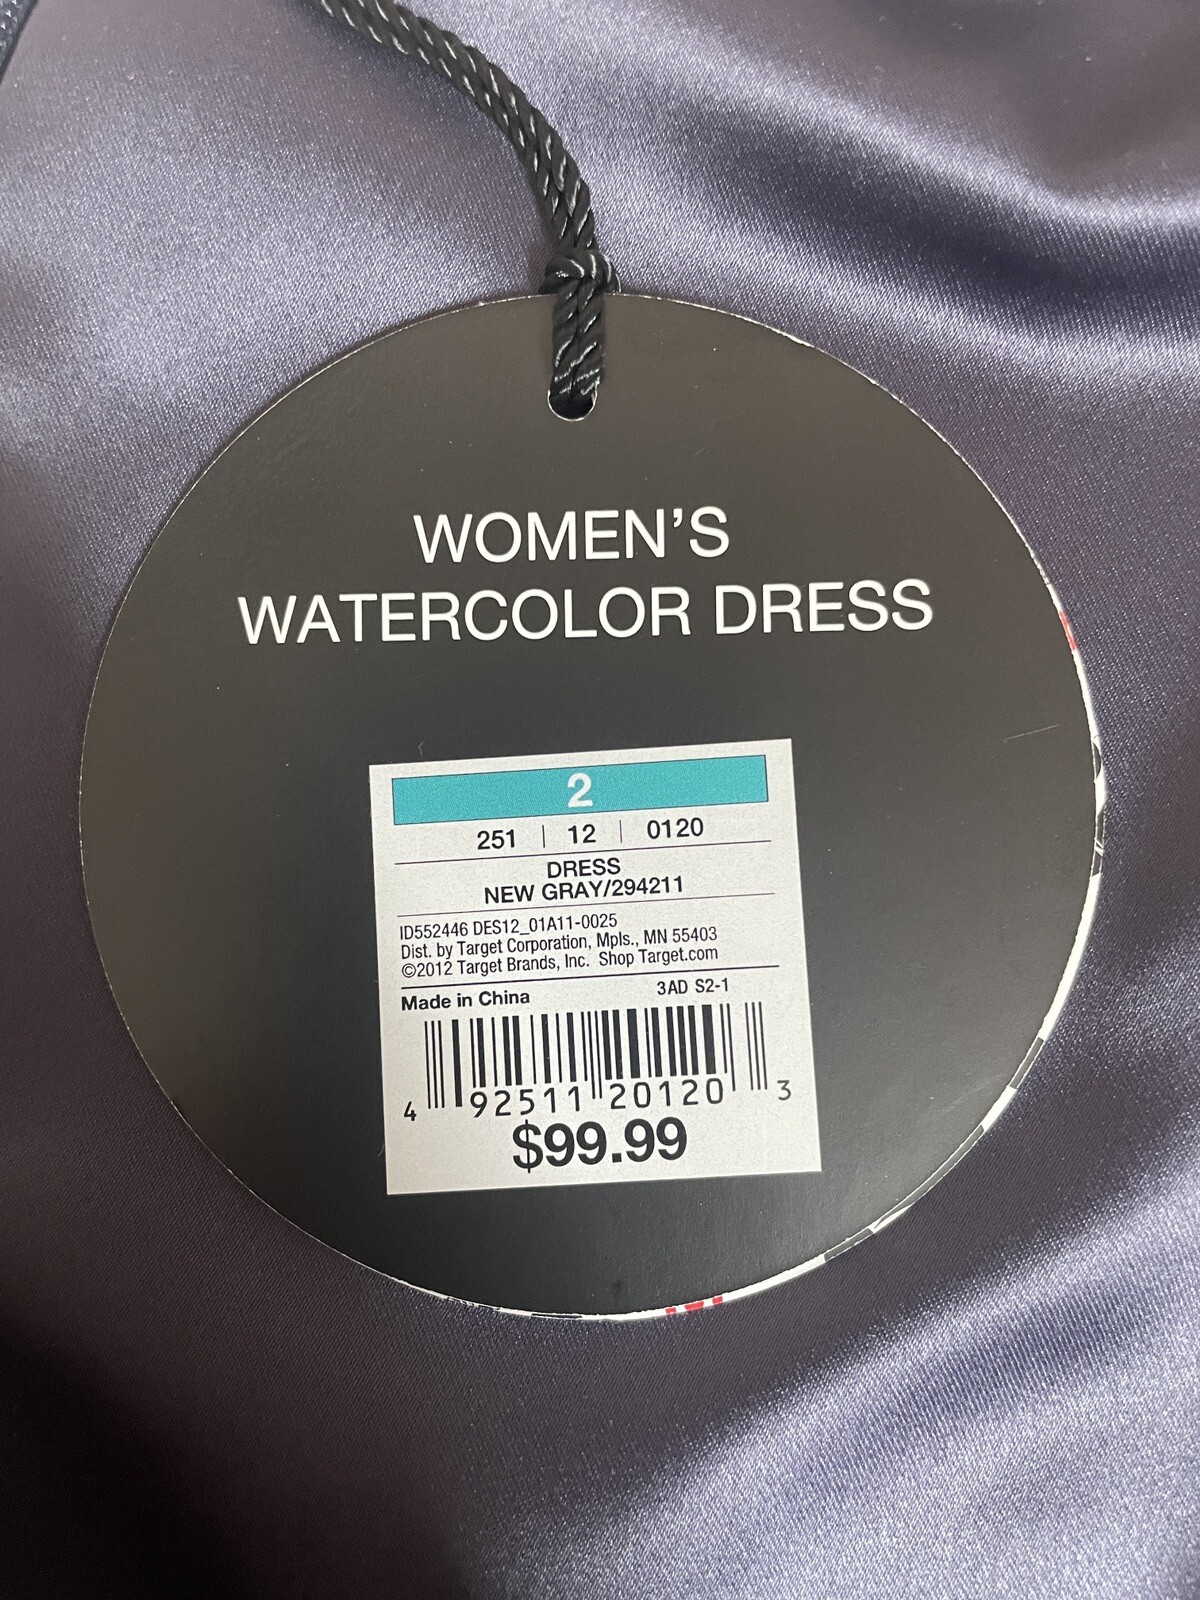 WOMEN'S
WATERCOLOR DRESS
2
251 | 12 | 0120
DRESS
NEW GRAY/294211
ID552446 DES12_01A11-0025
Dist. by Target Corporation, Mpls., MN 55403
©2012 Target Brands, Inc. Shop Target.com
Made in China 3AD S2-1
4 92511 20120 3
$99.99